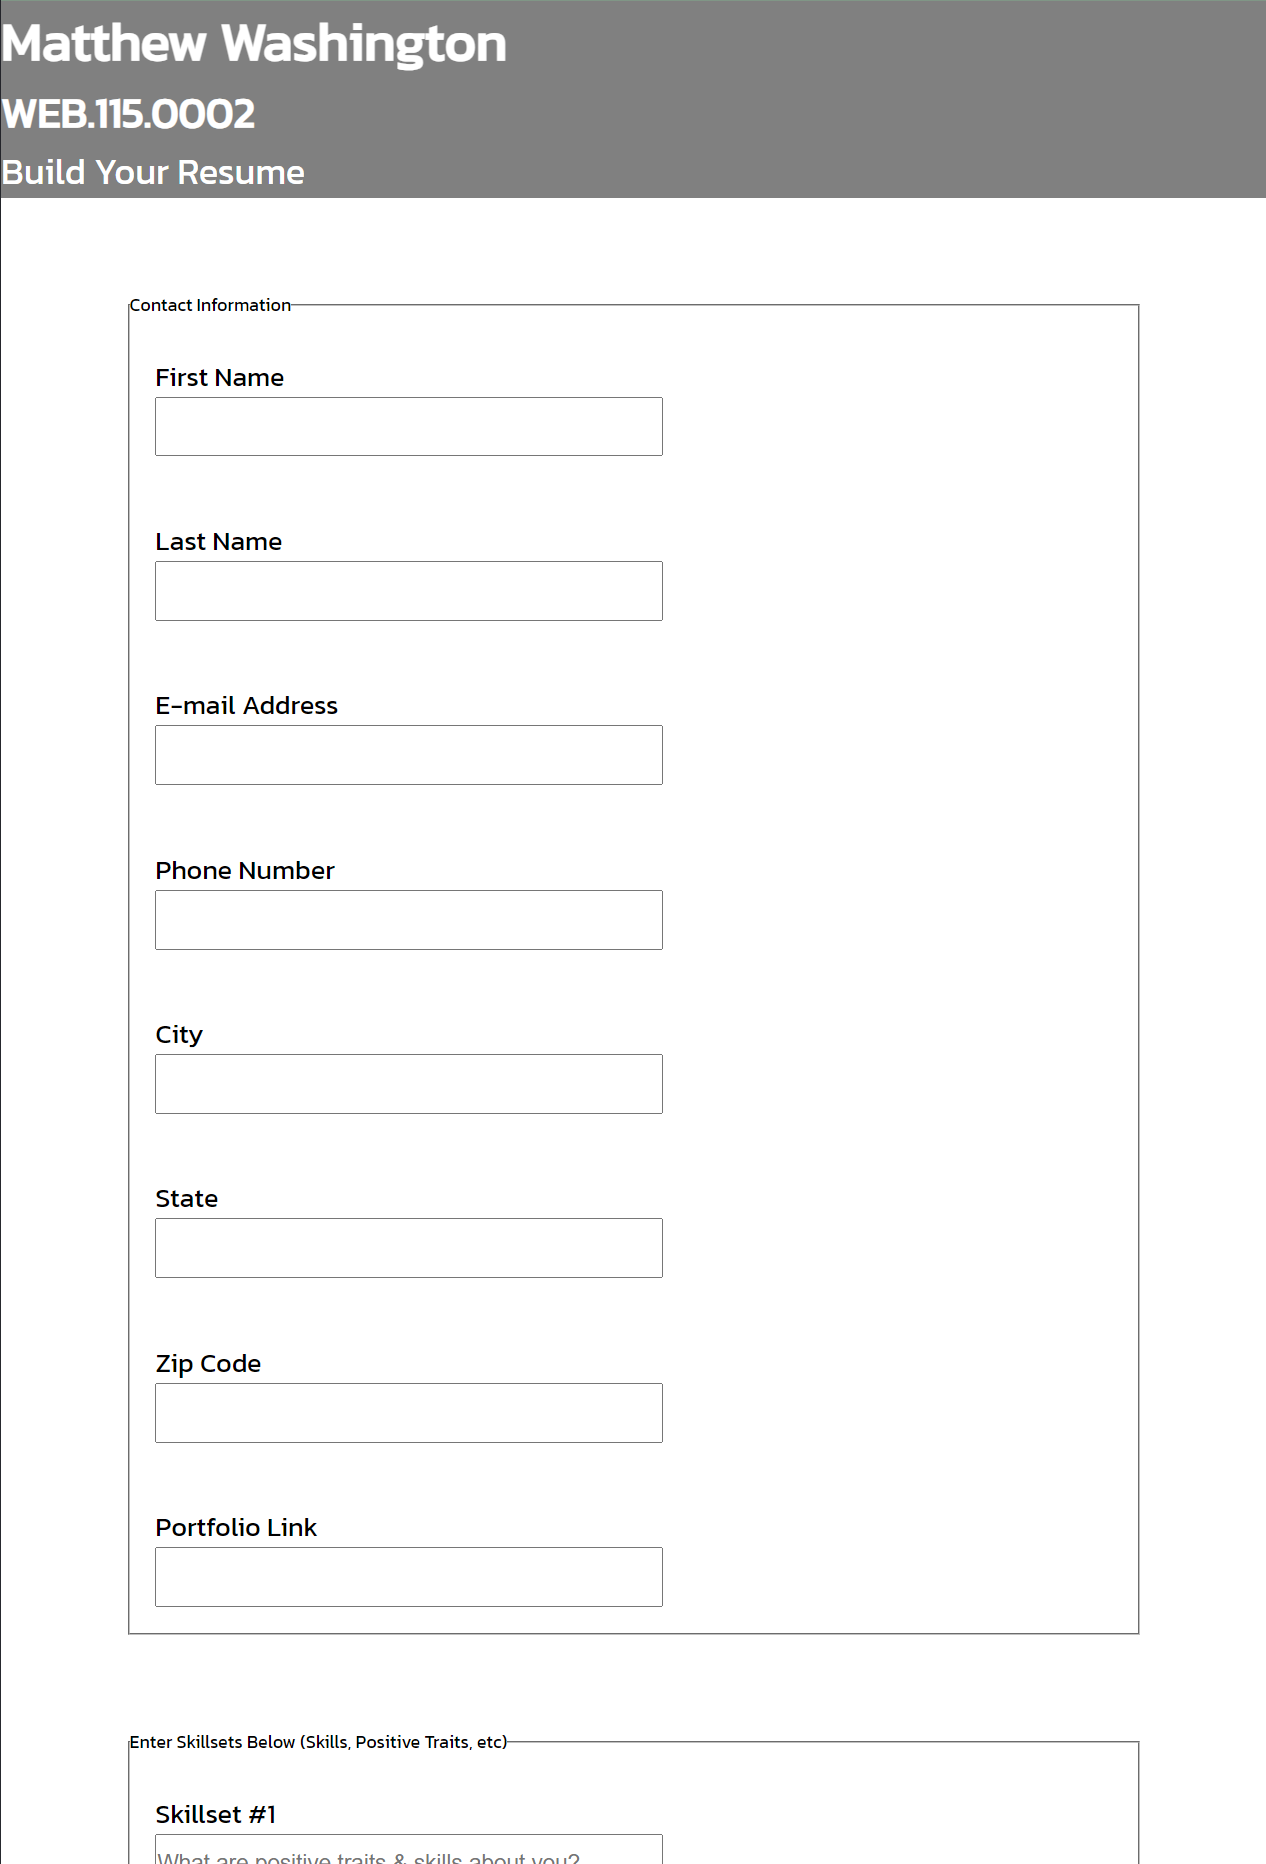 Matthew Washington
WEB.115.0002
Build Your Resume
Contact Information
First Name
Last Name
E-mail Address
Phone Number
City
State
Zip Code
Portfolio Link
Enter Skillsets Below (Skills, Positive Traits, etc)
Skillset #1
What are positive traits & skills about you?